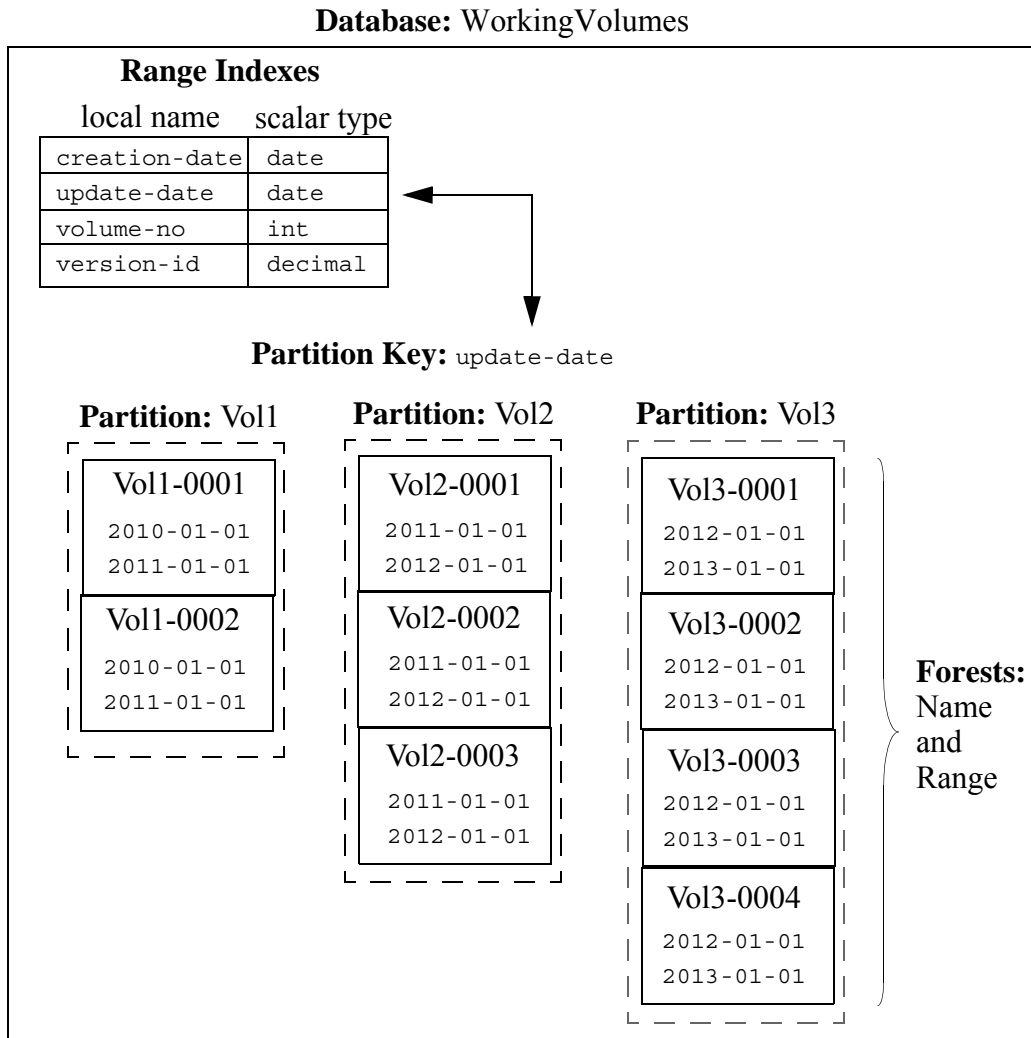 Database: WorkingVolumes
Range Indexes
local name scalar type
creation-date date
update-date date
volume-no int
version-id decimal
Partition Key: update-date
Partition: Vol1
Vol1-0001
2010-01-01
2011-01-01
Vol1-0002
2010-01-01
2011-01-01
Partition: Vol2
Vol2-0001
2011-01-01
2012-01-01
Vol2-0002
2011-01-01
2012-01-01
Vol2-0003
2011-01-01
2012-01-01
Partition: Vol3
Vol3-0001
2012-01-01
2013-01-01
Vol3-0002
2012-01-01
2013-01-01
Vol3-0003
2012-01-01
2013-01-01
Vol3-0004
2012-01-01
2013-01-01
Forests:
Name
and
Range